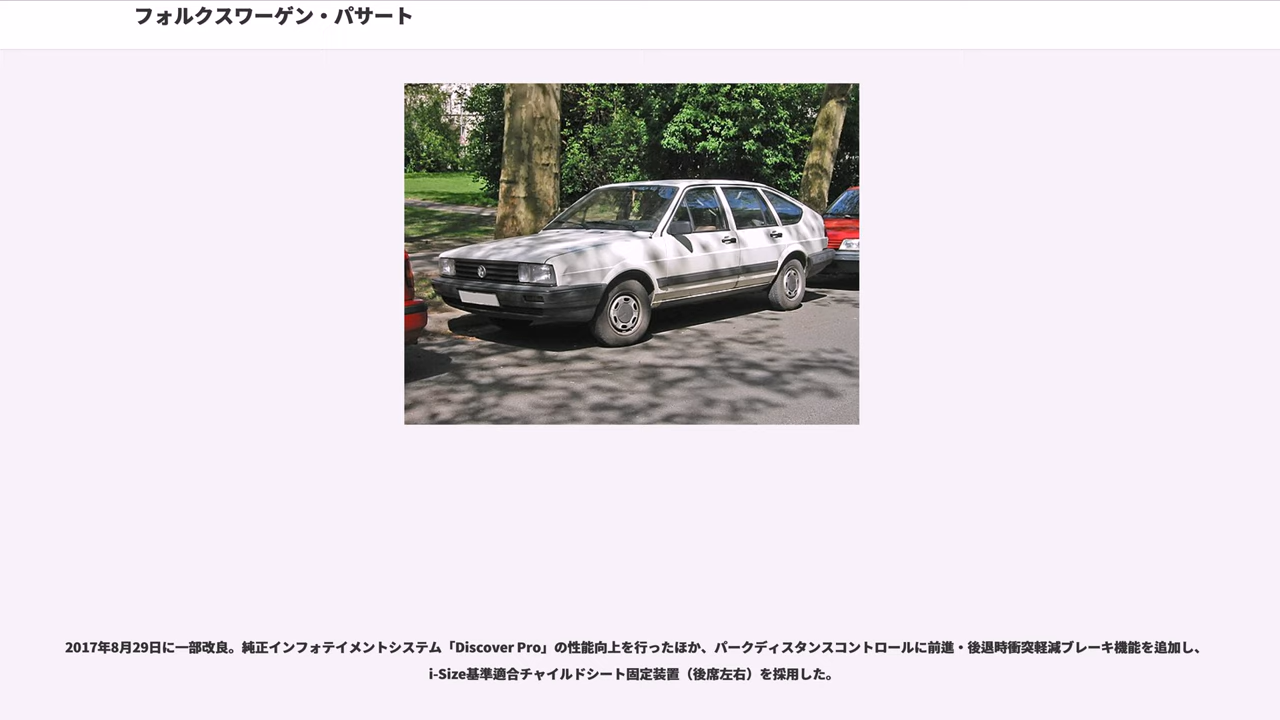 フォルクスワーゲン・パサート
2017年8月29日に一部改良。純正インフォテイメントシステム「Discover Pro」の性能向上を行ったほか、パークディスタンスコントロールに前進・後退時衝突軽減ブレーキ機能を追加し、
i-Size基準適合チャイルドシート固定装置（後席左右）を採用した。